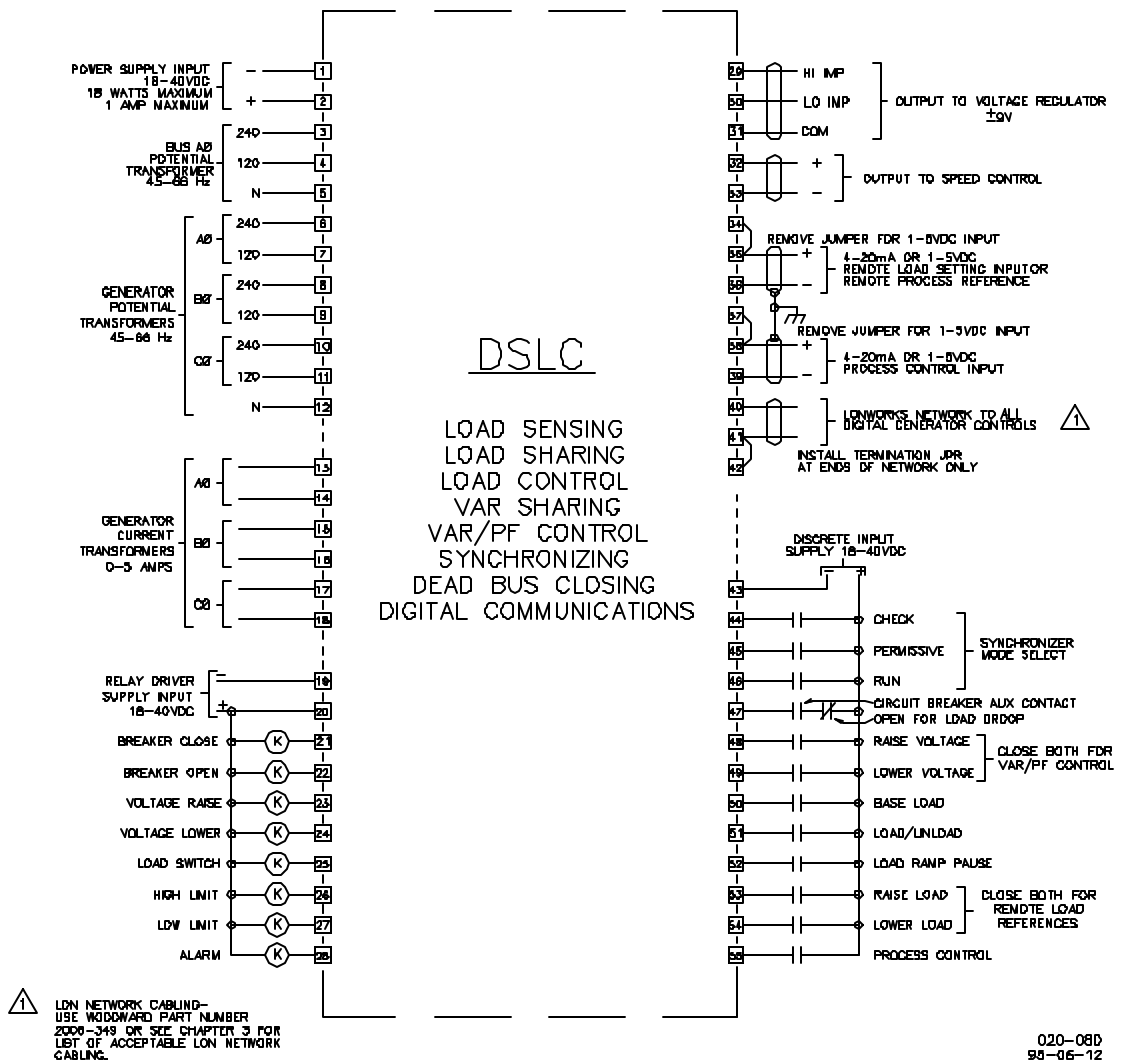 POWER SUPPLY INPUT
18-40VDC
18 WATTS MAXIMUM
1 AMP MAXIMUM
- 1
+ 2
BUS AØ
POTENTIAL
TRANSFORMER
45-66 Hz
240 3
120 4
N 5
GENERATOR
POTENTIAL
TRANSFORMERS
45-66 Hz
AØ
240 6
120 7
BØ
240 8
120 9
CØ
240 10
120 11
N 12
GENERATOR
CURRENT
TRANSFORMERS
0-5 AMPS
AØ
13
14
BØ
15
16
CØ
17
18
RELAY DRIVER
SUPPLY INPUT
18-40VDC
- 19
+ 20
BREAKER CLOSE K 21
BREAKER OPEN K 22
VOLTAGE RAISE K 23
VOLTAGE LOWER K 24
LOAD SWITCH K 25
HIGH LIMIT K 26
LOW LIMIT K 27
ALARM K 28
DSLC
LOAD SENSING
LOAD SHARING
LOAD CONTROL
VAR SHARING
VAR/PF CONTROL
SYNCHRONIZING
DEAD BUS CLOSING
DIGITAL COMMUNICATIONS
29 HI IMP
30 LO IMP
31 COM
OUTPUT TO VOLTAGE REGULATOR
±9V
32 +
33 -
OUTPUT TO SPEED CONTROL
34
REMOVE JUMPER FOR 1-5VDC INPUT
35 +
36 -
4-20mA OR 1-5VDC
REMOTE LOAD SETTING INPUT OR
REMOTE PROCESS REFERENCE
37
REMOVE JUMPER FOR 1-5VDC INPUT
38 +
39 -
4-20mA OR 1-5VDC
PROCESS CONTROL INPUT
40
41
42
LONWORKS NETWORK TO ALL
DIGITAL GENERATOR CONTROLS
1
INSTALL TERMINATION JPR
AT ENDS OF NETWORK ONLY
DISCRETE INPUT
SUPPLY 18-40VDC
- +
43
44 CHECK
45 PERMISSIVE
46 RUN
SYNCHRONIZER
MODE SELECT
47
CIRCUIT BREAKER AUX CONTACT
OPEN FOR LOAD DROOP
48 RAISE VOLTAGE
49 LOWER VOLTAGE
CLOSE BOTH FOR
VAR/PF CONTROL
50 BASE LOAD
51 LOAD/UNLOAD
52 LOAD RAMP PAUSE
53 RAISE LOAD
54 LOWER LOAD
CLOSE BOTH FOR
REMOTE LOAD
REFERENCES
55 PROCESS CONTROL
1
LON NETWORK CABLING-
USE WOODWARD PART NUMBER
2008-349 OR SEE CHAPTER 3 FOR
LIST OF ACCEPTABLE LON NETWORK
CABLING.
020-08D
98-06-12